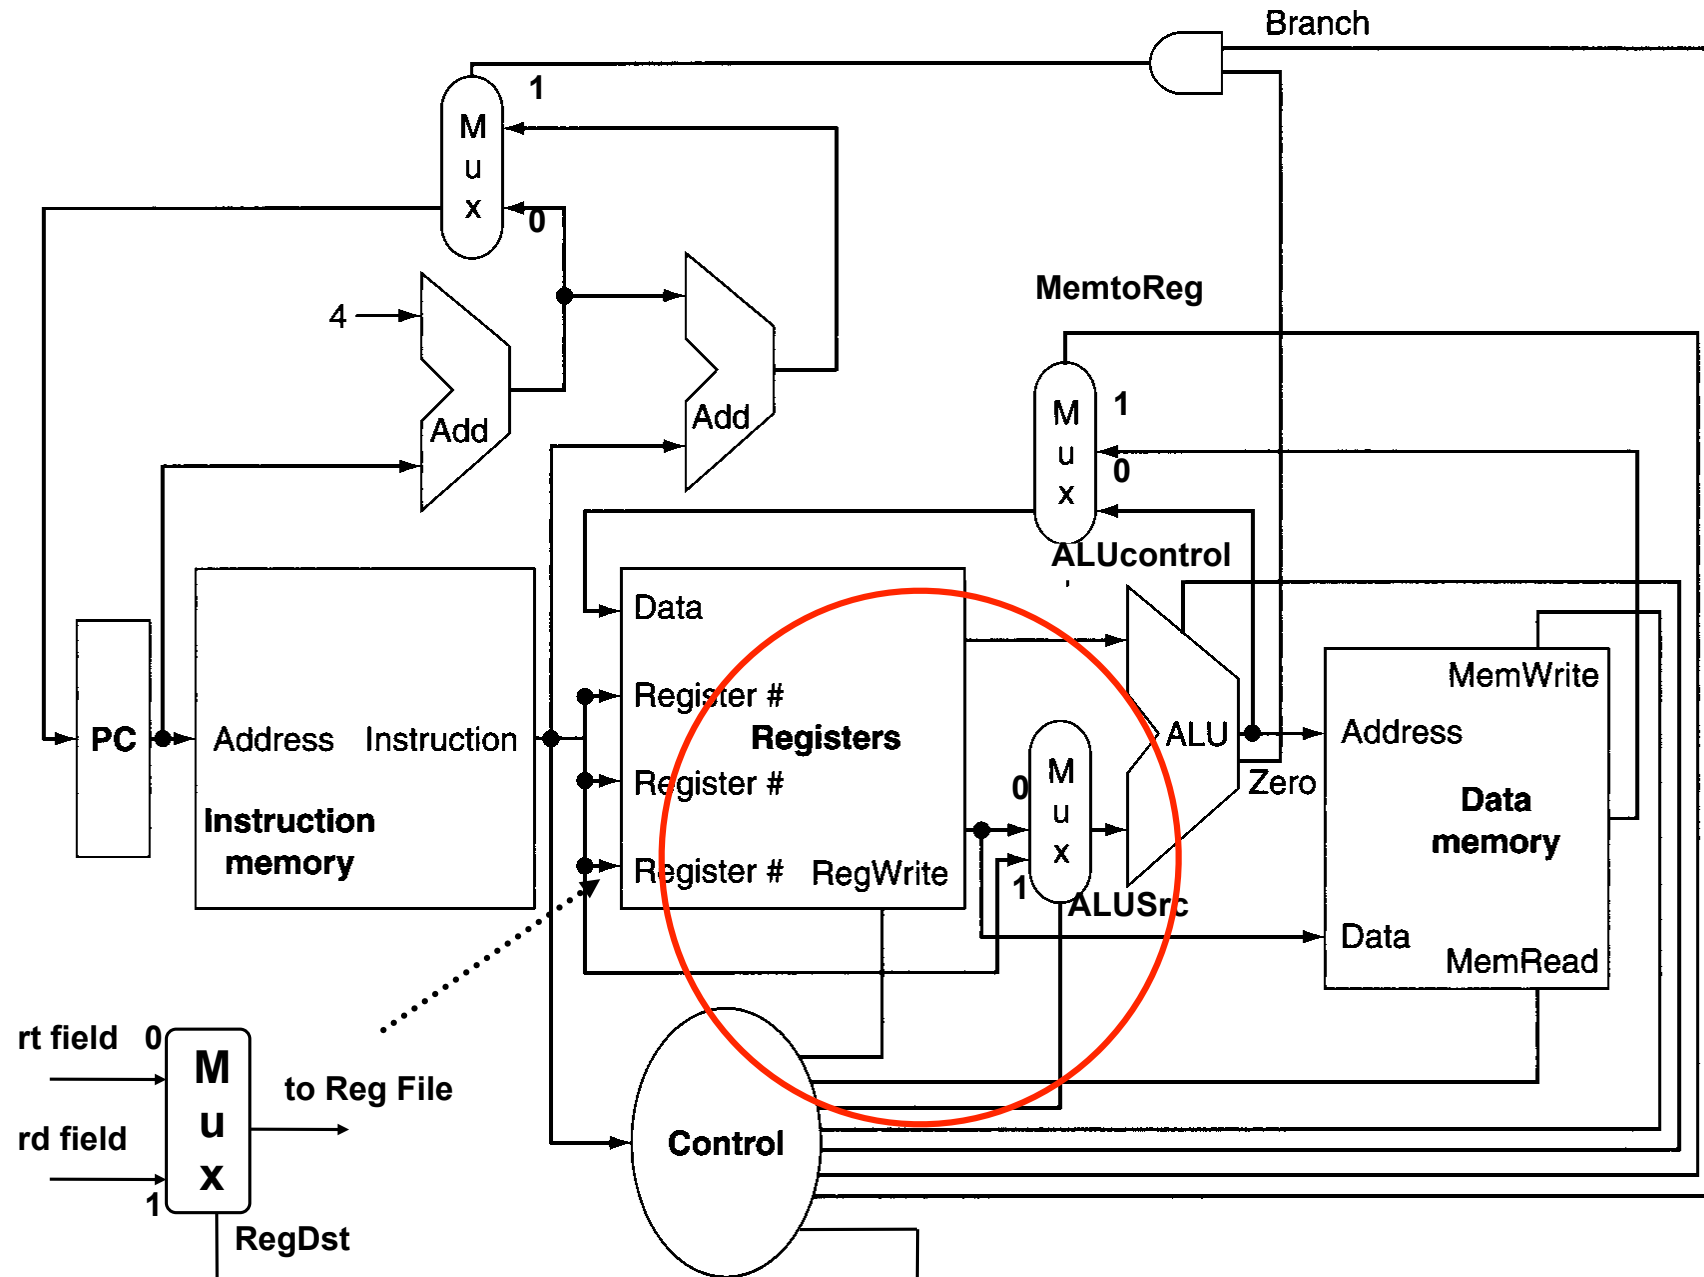 Branch
1
M
u
x
0
MemtoReg
4
Add
Add
1
M
u
x
0
ALUcontrol
Data
Register #
Registers
Register #
Register #
RegWrite
PC
Address
Instruction
Instruction
memory
0
M
u
x
1
ALUSrc
ALU
Zero
MemWrite
Address
Data
memory
Data
MemRead
rt field
0
M
u
x
to Reg File
rd field
1
RegDst
Control